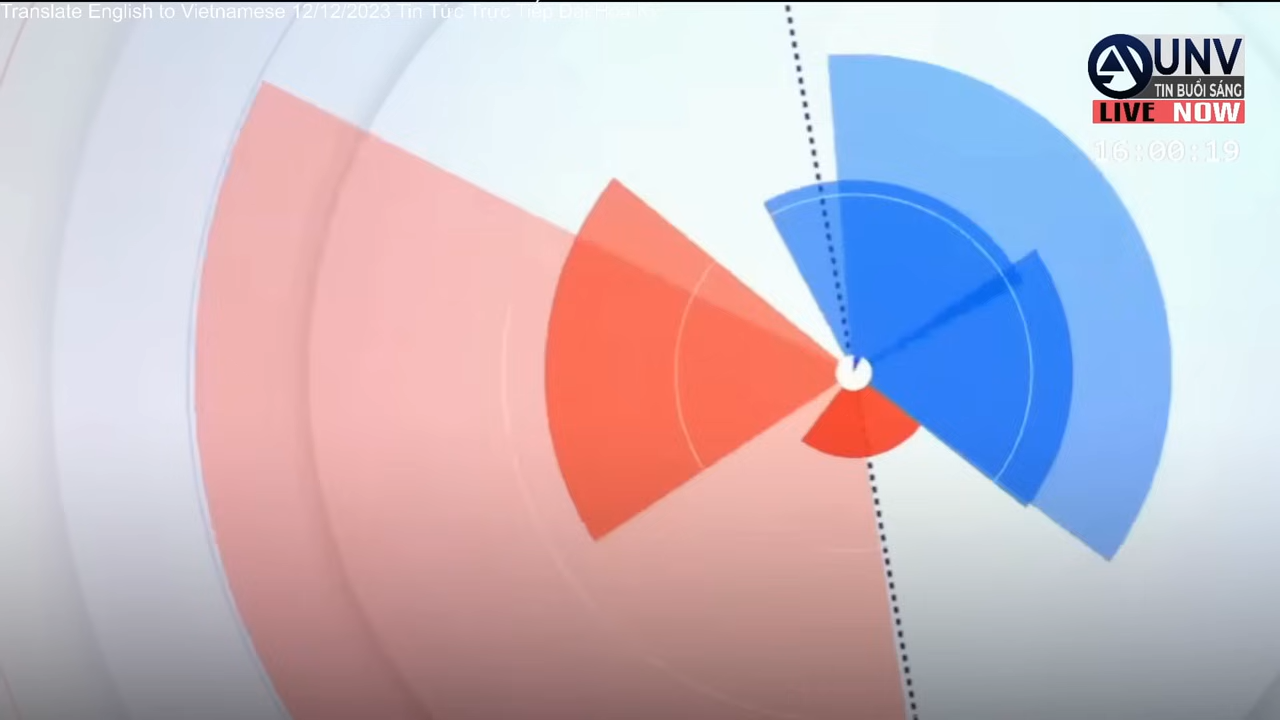 Translate English to Vietnamese 12/12/2023 Tin Tức Trực Tiếp
UNV
TIN BUỔI SÁNG
LIVE NOW
16:00:19